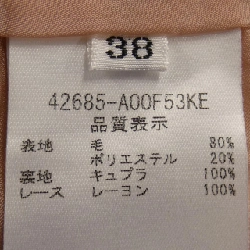 38
42685-A00F53KE
品質表示
表地 毛 80%
ポリエステル 20%
裏地 キュプラ 100%
レース レーヨン 100%